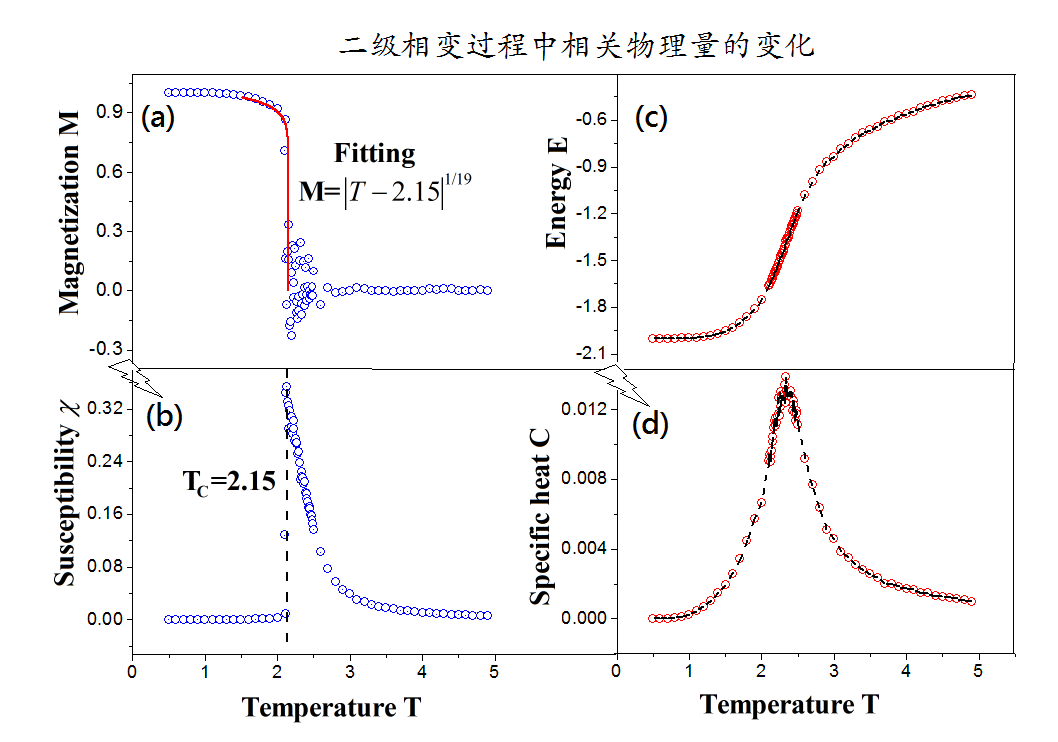 二级相变过程中相关物理量的变化
(a)
Magnetization M
0.9
0.6
0.3
0.0
-0.3
Fitting
M=|T−2.15|^1/19
(c)
Energy E
-0.6
-0.9
-1.2
-1.5
-1.8
-2.1
(b)
Susceptibility χ
0.32
0.24
0.16
0.08
0.00
T_C=2.15
0 1 2 3 4 5
Temperature T
(d)
Specific heat C
0.012
0.008
0.004
0.000
0 1 2 3 4 5
Temperature T